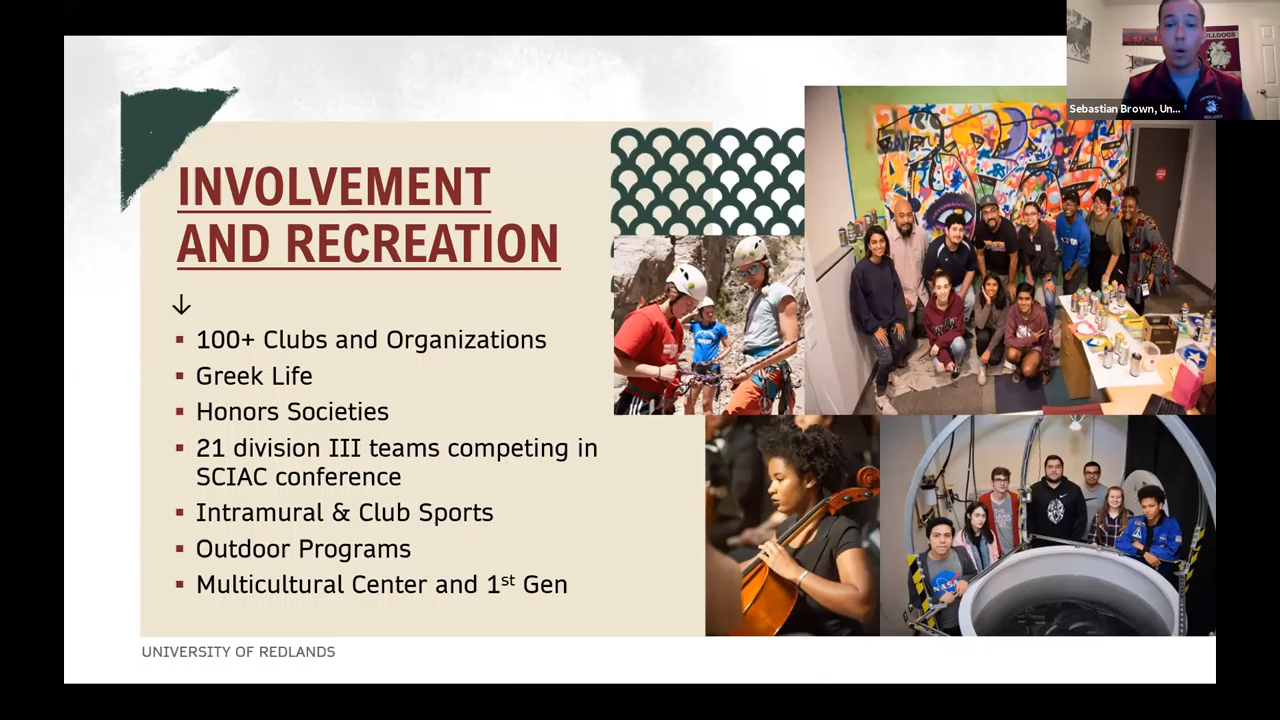 Sebastian Brown, Un...
INVOLVEMENT
AND RECREATION
↓
▪ 100+ Clubs and Organizations
▪ Greek Life
▪ Honors Societies
▪ 21 division III teams competing in
SCIAC conference
▪ Intramural & Club Sports
▪ Outdoor Programs
▪ Multicultural Center and 1st Gen
UNIVERSITY OF REDLANDS
NASA